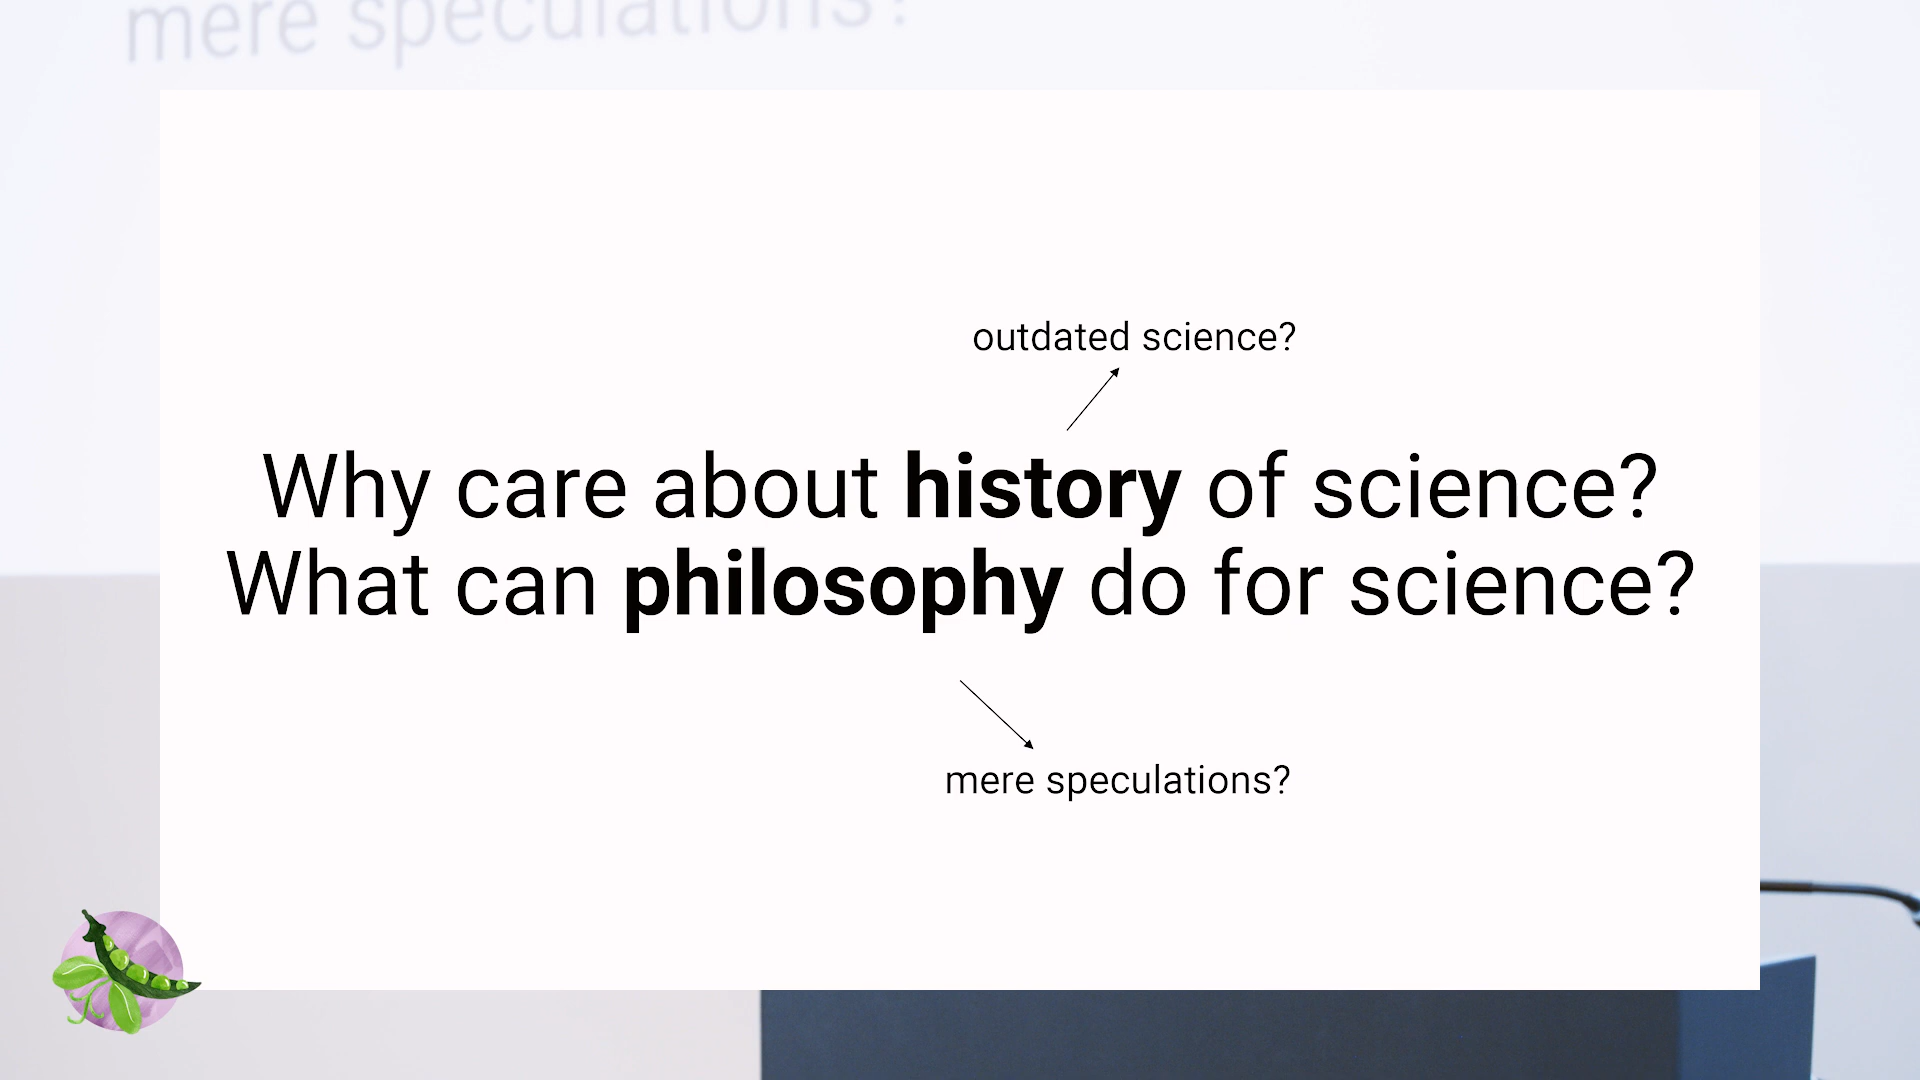 mere speculations?
outdated science?
Why care about history of science?
What can philosophy do for science?
mere speculations?